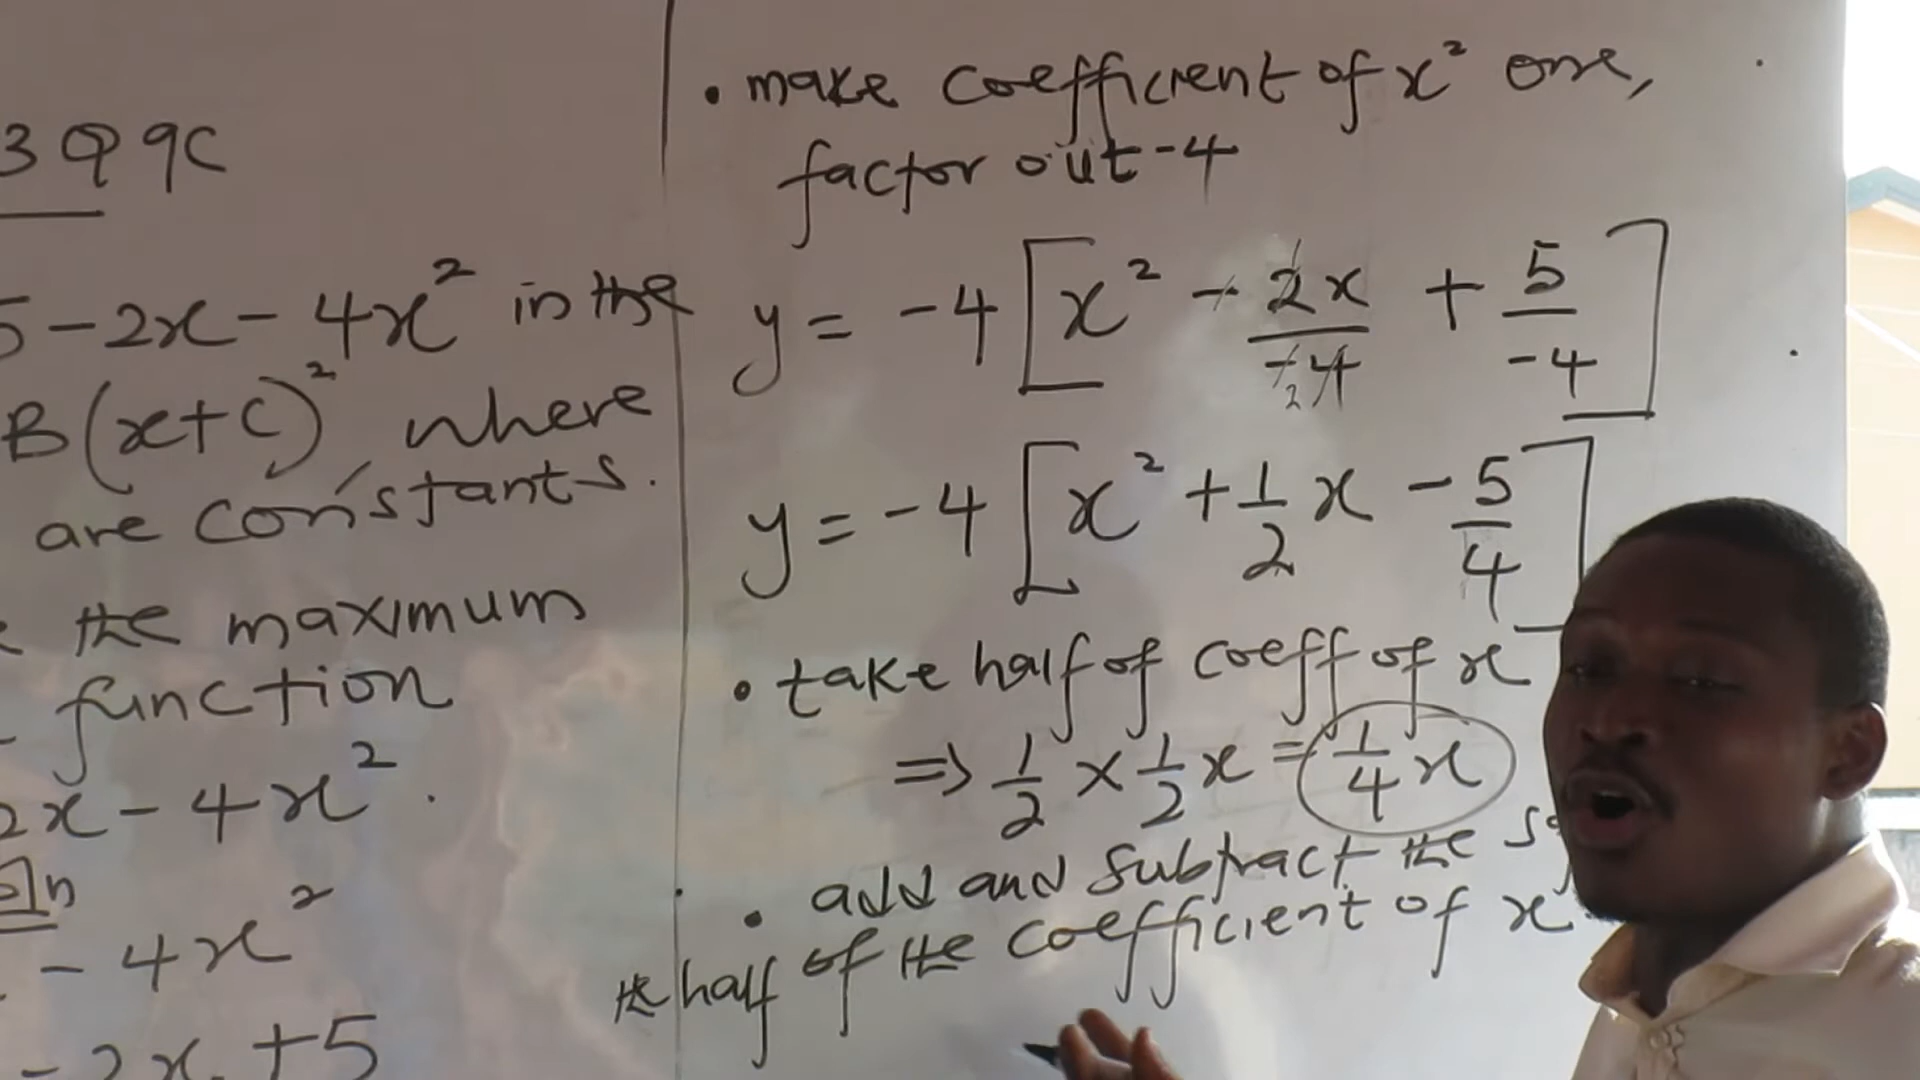 3 Q 9C
5 - 2x - 4x² in the
B(x+C)² where
are constants.
the maximum
function
2x - 4x².
- 4x²
- 2x + 5
• make coefficient of x² one,
factor out -4
y = -4[x² - 2x/-4 + 5/-4]
y = -4[x² + 1/2 x - 5/4]
• take half of coeff of x
=> 1/2 × 1/2 x = 1/4 x
• add and subtract the
the half of the coefficient of x